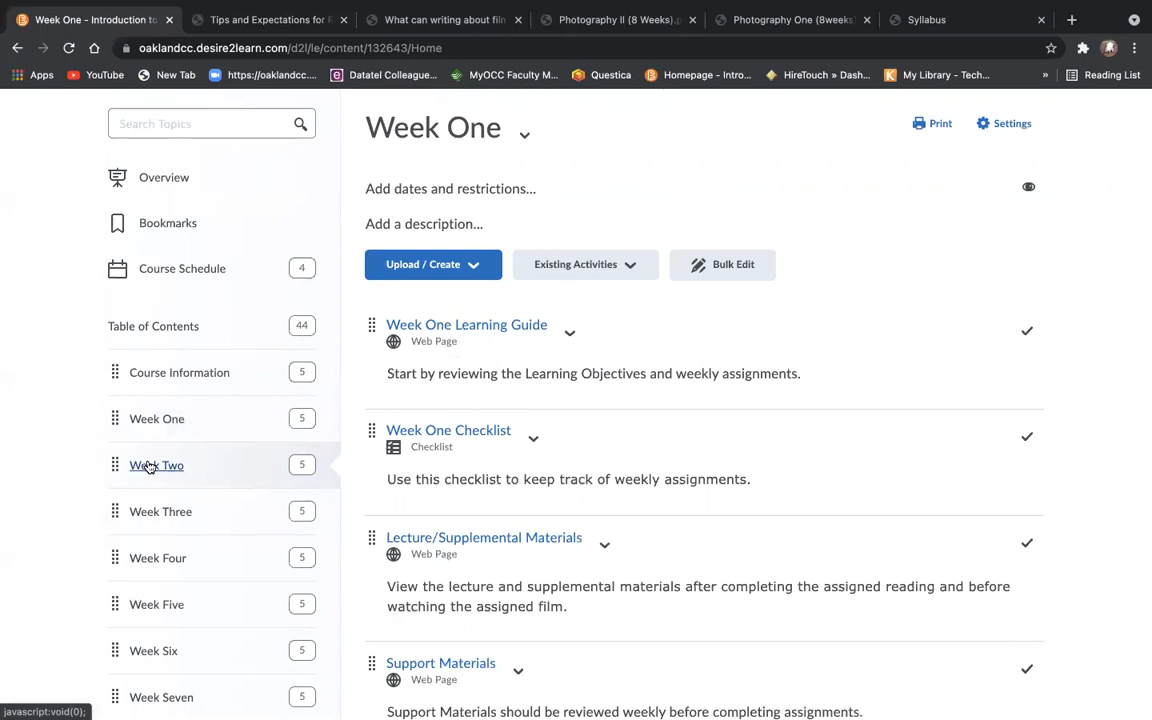 Week One - Introduction to
Tips and Expectations for R
What can writing about film
Photography II (8 Weeks).p
Photography One (8weeks)
Syllabus
oaklandcc.desire2learn.com/d2l/le/content/132643/Home
Apps
YouTube
New Tab
https://oaklandcc....
Datatel Colleague...
MyOCC Faculty M...
Questica
Homepage - Intro...
HireTouch » Dash...
My Library - Tech...
»
Reading List
Search Topics
Overview
Bookmarks
Course Schedule 4
Table of Contents 44
Course Information 5
Week One 5
Week Two 5
Week Three 5
Week Four 5
Week Five 5
Week Six 5
Week Seven 5
Week One
Print
Settings
Add dates and restrictions...
Add a description...
Upload / Create
Existing Activities
Bulk Edit
Week One Learning Guide
Web Page
Start by reviewing the Learning Objectives and weekly assignments.
Week One Checklist
Checklist
Use this checklist to keep track of weekly assignments.
Lecture/Supplemental Materials
Web Page
View the lecture and supplemental materials after completing the assigned reading and before
watching the assigned film.
Support Materials
Web Page
Support Materials should be reviewed weekly before completing assignments.
javascript:void(0);